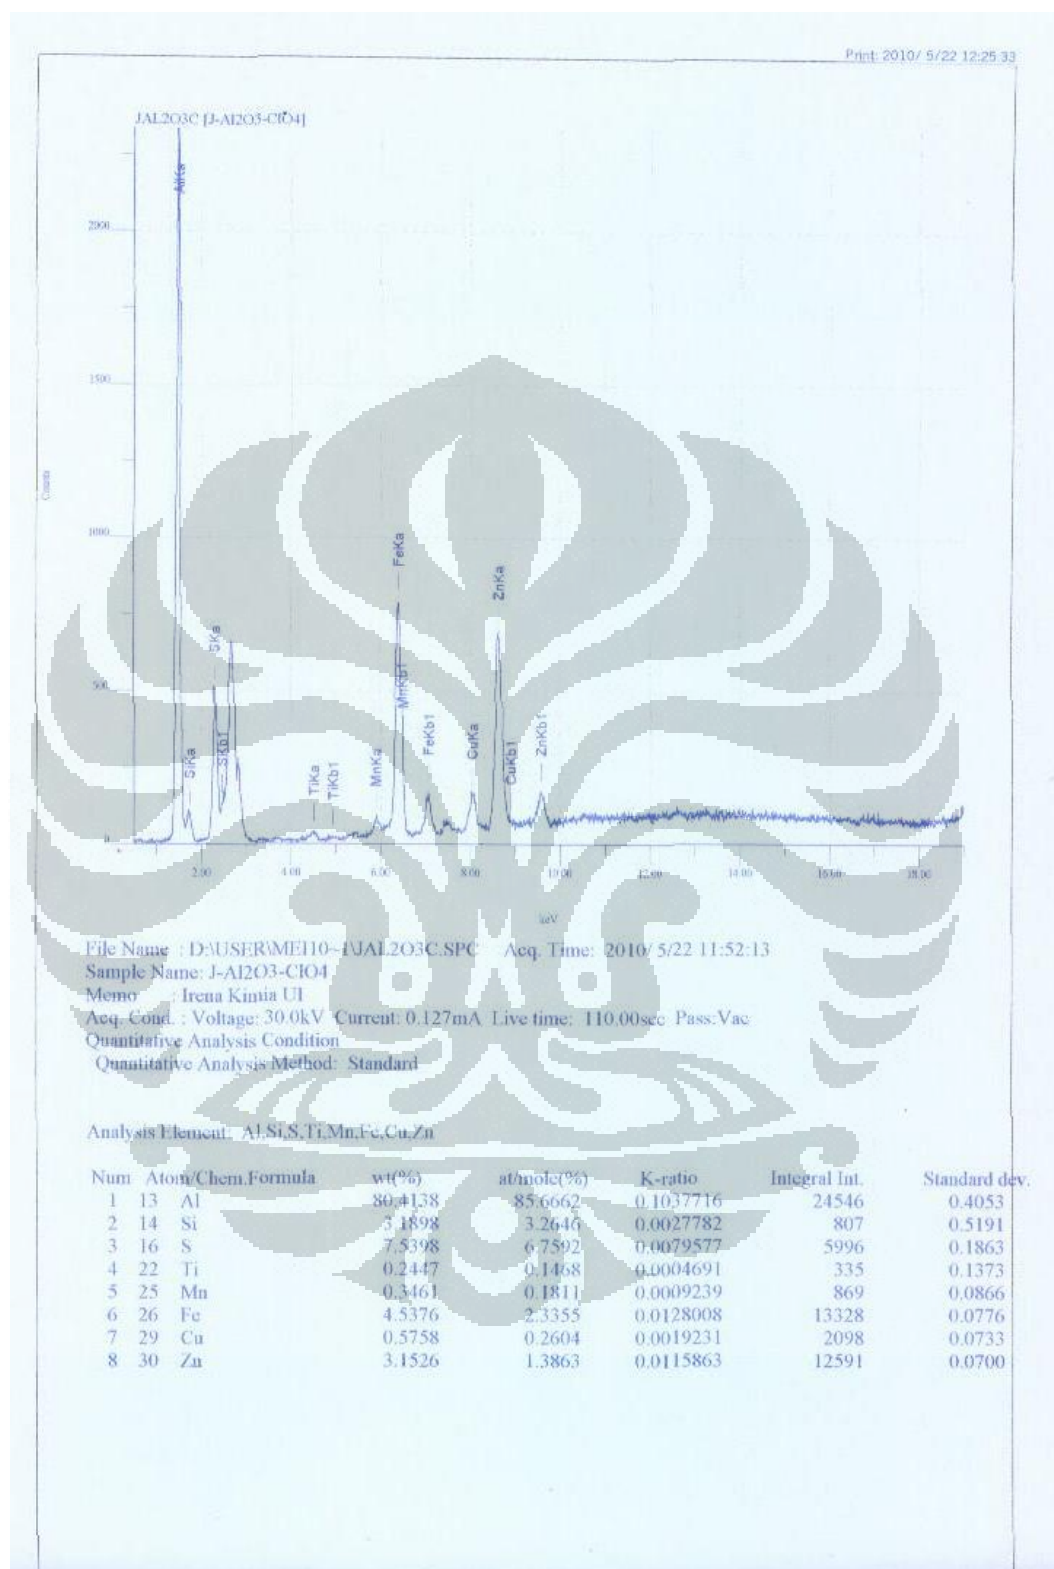 Print: 2010/ 5/22 12:25:33
JAL2O3C [J-Al2O3-ClO4]
AlKa
2000
1500
Counts
1000
FeKa
ZnKa
SKa
MnKb1
500
SiKa
SKb1
TiKa
TiKb1
MnKa
FeKb1
CuKa
CuKb1
ZnKb1
0
2.00 4.00 6.00 8.00 10.00 12.00 14.00 16.00 18.00
keV
File Name : D:\USER\MEI10~1\JAL2O3C.SPC Acq. Time: 2010/ 5/22 11:52:13
Sample Name: J-Al2O3-ClO4
Memo : Irena Kimia UI
Acq. Cond. : Voltage: 30.0kV Current: 0.127mA Live time: 110.00sec Pass:Vac
Quantitative Analysis Condition
Quantitative Analysis Method: Standard
Analysis Element: Al,Si,S,Ti,Mn,Fe,Cu,Zn
Num Atom/Chem.Formula wt(%) at/mole(%) K-ratio Integral Int. Standard dev.
1 13 Al 80.4138 85.6662 0.1037716 24546 0.4053
2 14 Si 3.1898 3.2646 0.0027782 807 0.5191
3 16 S 7.5398 6.7592 0.0079577 5996 0.1863
4 22 Ti 0.2447 0.1468 0.0004691 335 0.1373
5 25 Mn 0.3461 0.1811 0.0009239 869 0.0866
6 26 Fe 4.5376 2.3355 0.0128008 13328 0.0776
7 29 Cu 0.5758 0.2604 0.0019231 2098 0.0733
8 30 Zn 3.1526 1.3863 0.0115863 12591 0.0700